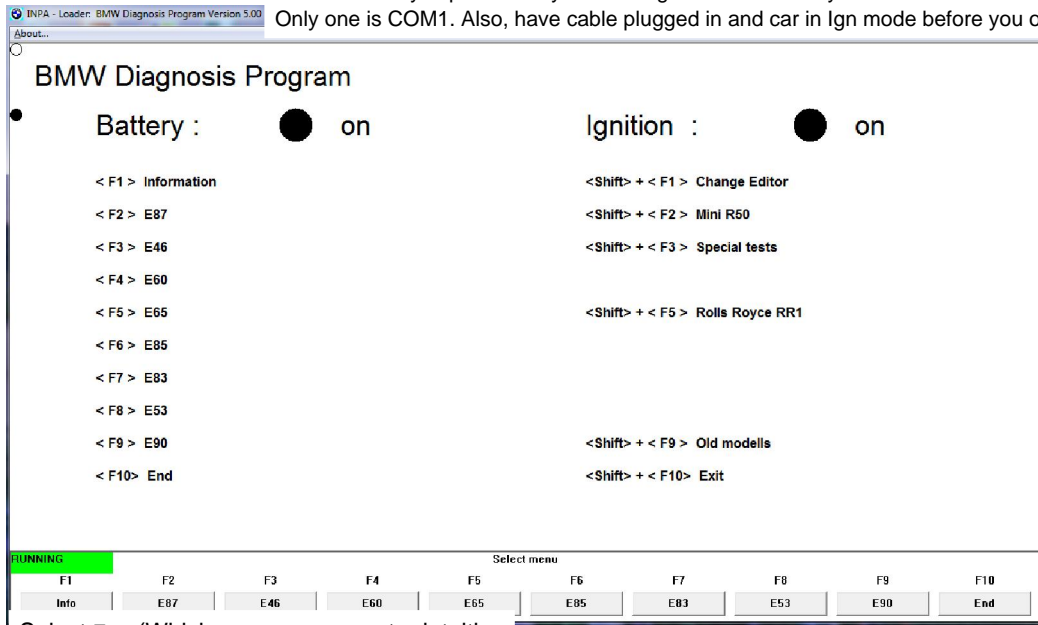 INPA - Loader: BMW Diagnosis Program Version 5.00
Only one is COM1. Also, have cable plugged in and car in Ign mode before you o
About...
BMW Diagnosis Program
Battery : on Ignition : on
< F1 > Information <Shift> + < F1 > Change Editor
< F2 > E87 <Shift> + < F2 > Mini R50
< F3 > E46 <Shift> + < F3 > Special tests
< F4 > E60
< F5 > E65 <Shift> + < F5 > Rolls Royce RR1
< F6 > E85
< F7 > E83
< F8 > E53
< F9 > E90 <Shift> + < F9 > Old modells
< F10> End <Shift> + < F10> Exit
RUNNING Select menu
F1 F2 F3 F4 F5 F6 F7 F8 F9 F10
Info E87 E46 E60 E65 E85 E83 E53 E90 End